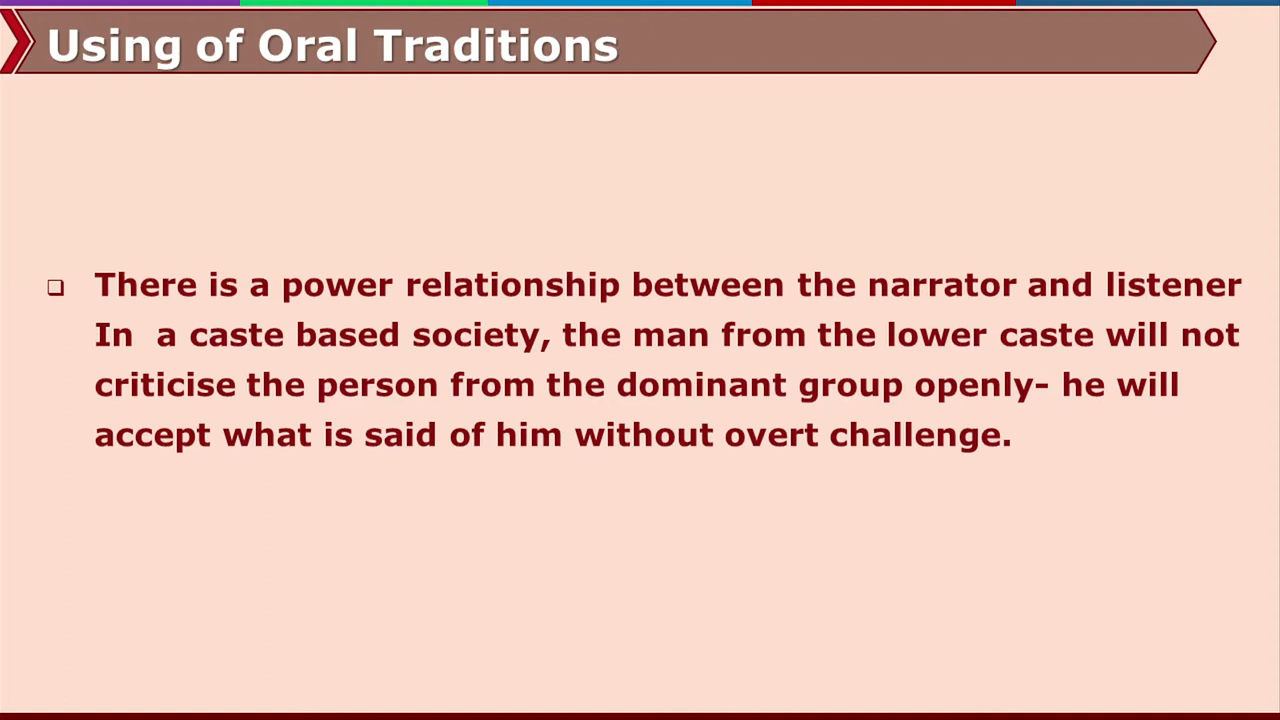 Using of Oral Traditions
❑ There is a power relationship between the narrator and listener
In a caste based society, the man from the lower caste will not
criticise the person from the dominant group openly- he will
accept what is said of him without overt challenge.